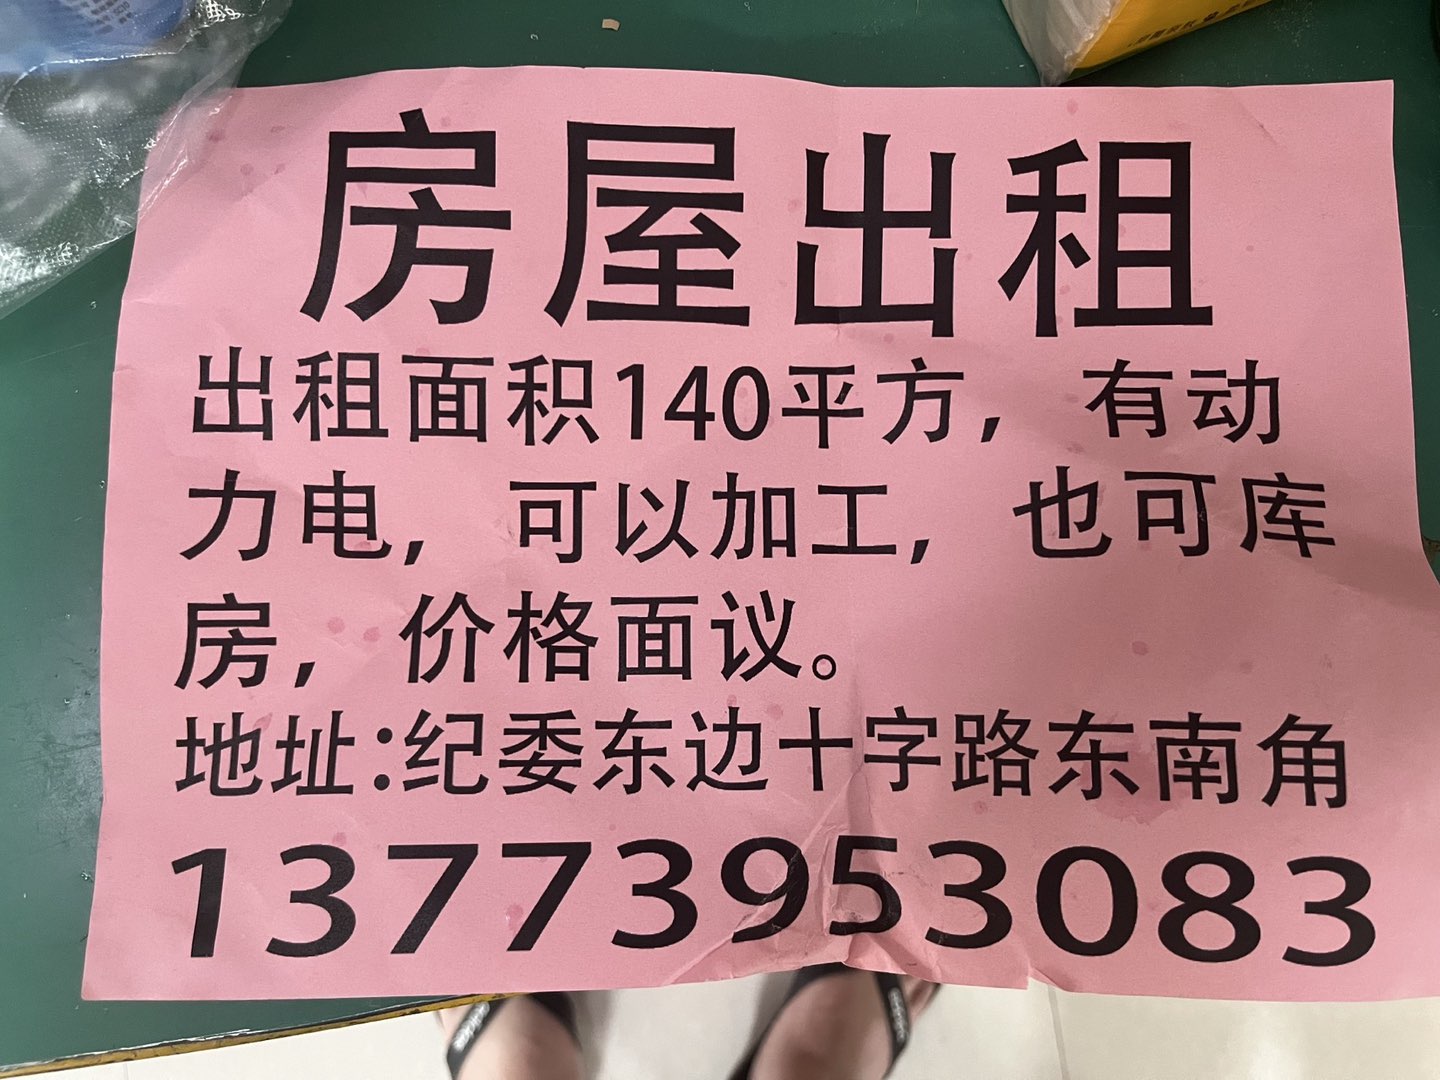 房屋出租
出租面积140平方，有动
力电，可以加工，也可库
房，价格面议。
地址:纪委东边十字路东南角
13773953083